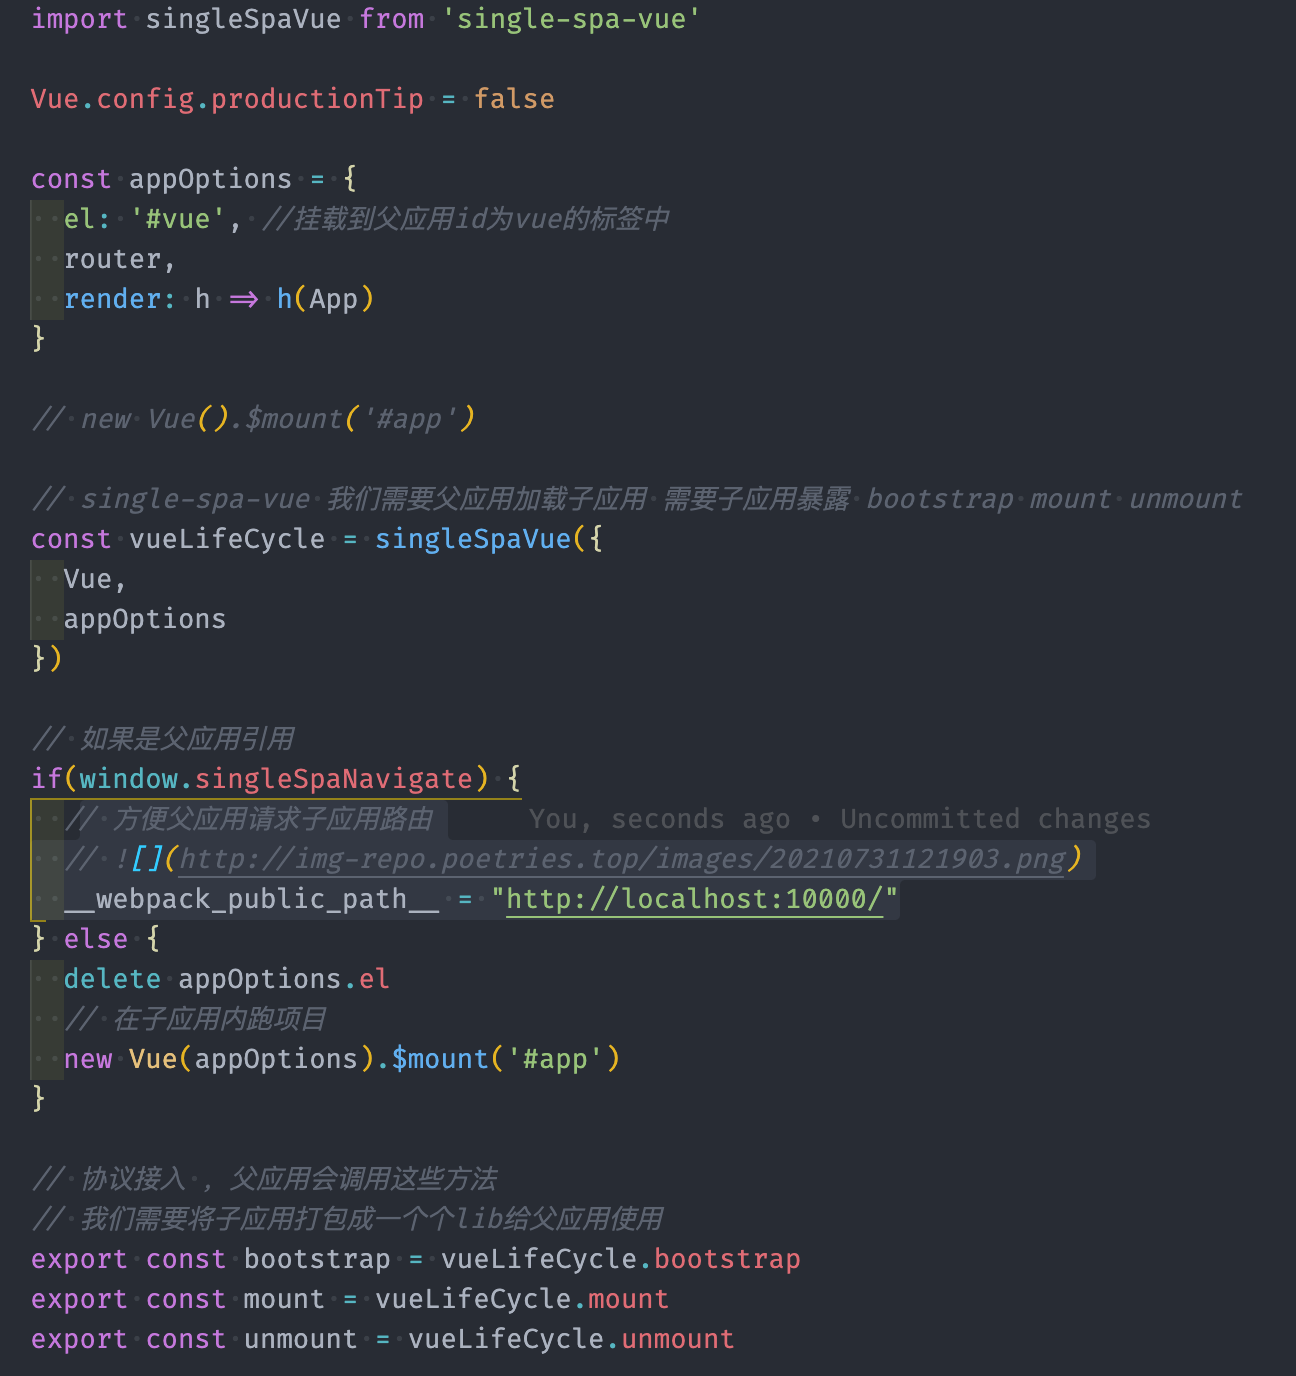 import singleSpaVue from 'single-spa-vue'
Vue.config.productionTip = false
const appOptions = {
  el: '#vue', //挂载到父应用id为vue的标签中
  router,
  render: h => h(App)
}
// new Vue().$mount('#app')
// single-spa-vue 我们需要父应用加载子应用 需要子应用暴露 bootstrap mount unmount
const vueLifeCycle = singleSpaVue({
  Vue,
  appOptions
})
// 如果是父应用引用
if(window.singleSpaNavigate) {
  // 方便父应用请求子应用路由 You, seconds ago • Uncommitted changes
  // ![](http://img-repo.poetries.top/images/20210731121903.png)
  __webpack_public_path__ = "http://localhost:10000/"
} else {
  delete appOptions.el
  // 在子应用内跑项目
  new Vue(appOptions).$mount('#app')
}
// 协议接入 , 父应用会调用这些方法
// 我们需要将子应用打包成一个个lib给父应用使用
export const bootstrap = vueLifeCycle.bootstrap
export const mount = vueLifeCycle.mount
export const unmount = vueLifeCycle.unmount